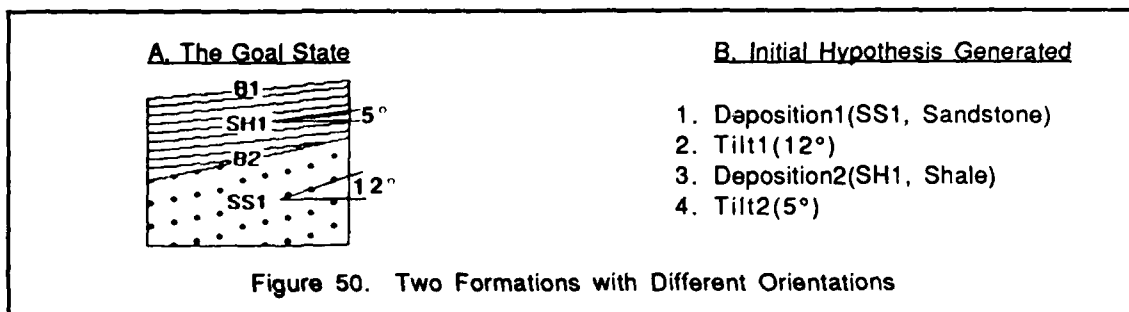 A. The Goal State
B1
SH1
5°
B2
12°
SS1
B. Initial Hypothesis Generated
1. Deposition1(SS1, Sandstone)
2. Tilt1(12°)
3. Deposition2(SH1, Shale)
4. Tilt2(5°)
Figure 50. Two Formations with Different Orientations